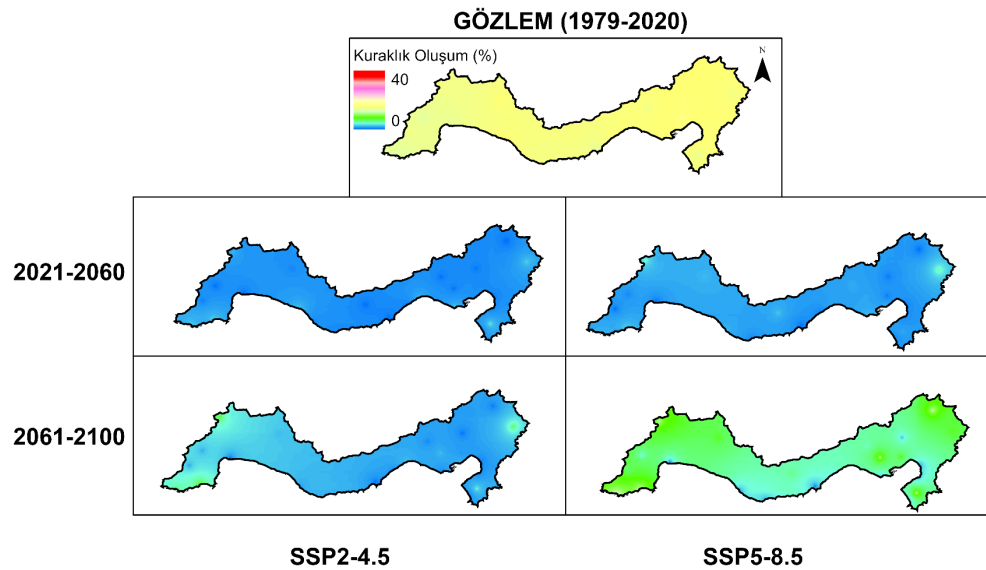 GÖZLEM (1979-2020)
Kuraklık Oluşum (%)
40
0
N
2021-2060
2061-2100
SSP2-4.5
SSP5-8.5